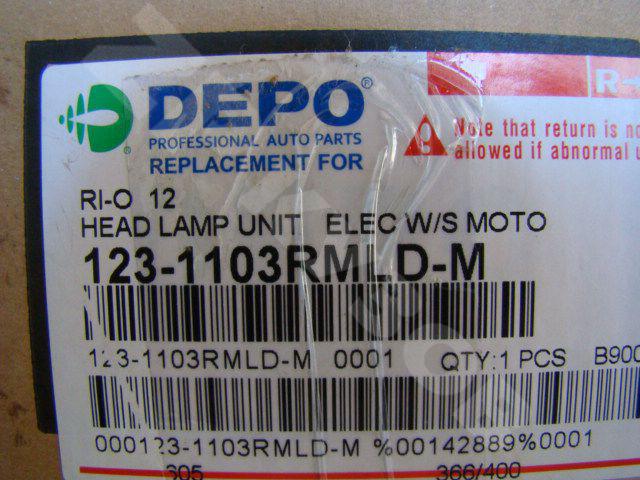 DEPO®
PROFESSIONAL AUTO PARTS
REPLACEMENT FOR
R-
Note that return is no
allowed if abnormal u
RI-O 12
HEAD LAMP UNIT ELEC W/S MOTO
123-1103RMLD-M
123-1103RMLD-M 0001 QTY:1 PCS B900
000123-1103RMLD-M %00142889%0001
605 366/400